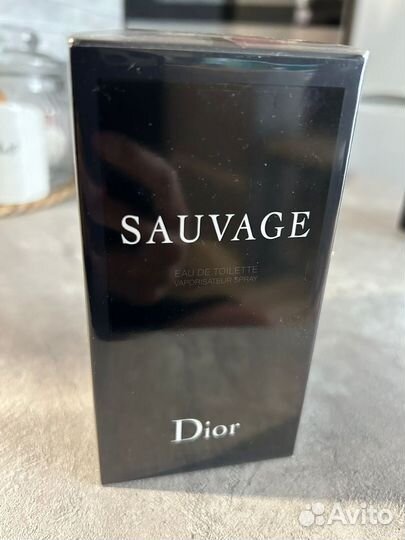 SAUVAGE
EAU DE TOILETTE
VAPORISATEUR SPRAY
Dior
Avito